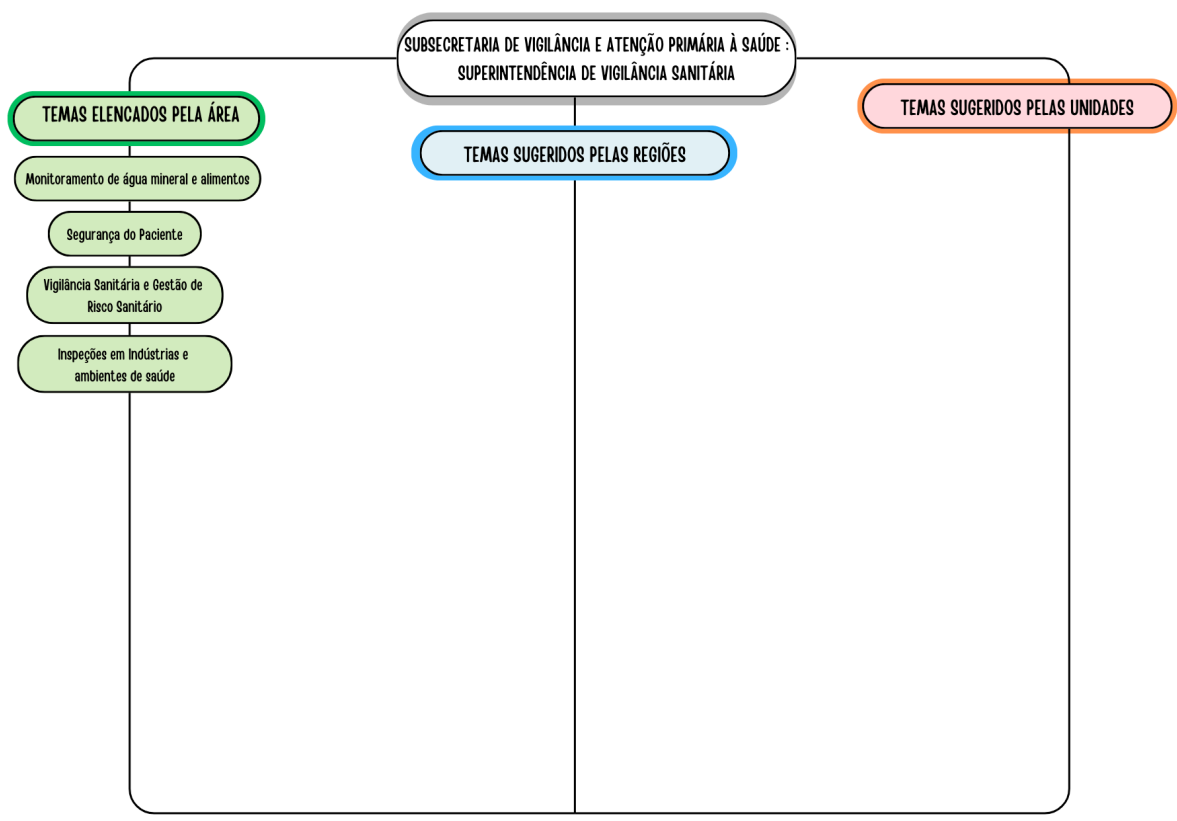 SUBSECRETARIA DE VIGILÂNCIA E ATENÇÃO PRIMÁRIA À SAÚDE :
SUPERINTENDÊNCIA DE VIGILÂNCIA SANITÁRIA
TEMAS ELENCADOS PELA ÁREA
Monitoramento de água mineral e alimentos
Segurança do Paciente
Vigilância Sanitária e Gestão de
Risco Sanitário
Inspeções em Indústrias e
ambientes de saúde
TEMAS SUGERIDOS PELAS REGIÕES
TEMAS SUGERIDOS PELAS UNIDADES